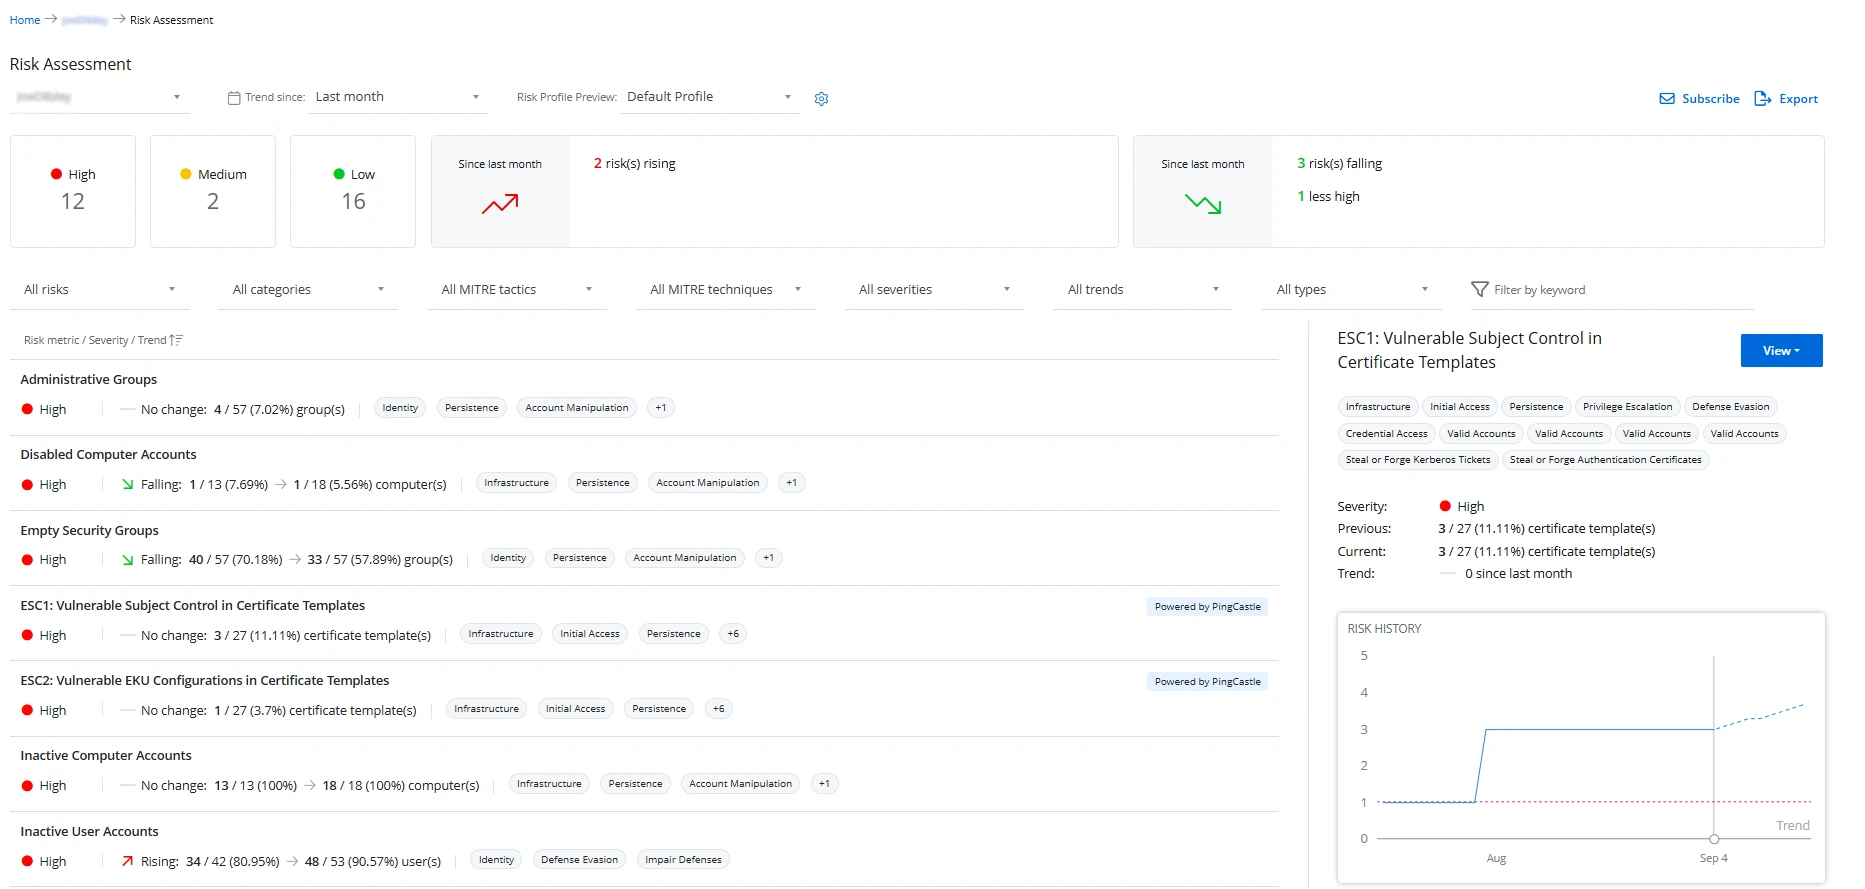 Home → → Risk Assessment
Risk Assessment
Trend since: Last month Risk Profile Preview: Default Profile
Subscribe Export
High
12
Medium
2
Low
16
Since last month
2 risk(s) rising
Since last month
3 risk(s) falling
1 less high
All risks All categories All MITRE tactics All MITRE techniques All severities All trends All types Filter by keyword
Risk metric / Severity / Trend
Administrative Groups
High — No change: 4 / 57 (7.02%) group(s) Identity Persistence Account Manipulation +1
Disabled Computer Accounts
High Falling: 1 / 13 (7.69%) → 1 / 18 (5.56%) computer(s) Infrastructure Persistence Account Manipulation +1
Empty Security Groups
High Falling: 40 / 57 (70.18%) → 33 / 57 (57.89%) group(s) Identity Persistence Account Manipulation +1
ESC1: Vulnerable Subject Control in Certificate Templates Powered by PingCastle
High — No change: 3 / 27 (11.11%) certificate template(s) Infrastructure Initial Access Persistence +6
ESC2: Vulnerable EKU Configurations in Certificate Templates Powered by PingCastle
High — No change: 1 / 27 (3.7%) certificate template(s) Infrastructure Initial Access Persistence +6
Inactive Computer Accounts
High — No change: 13 / 13 (100%) → 18 / 18 (100%) computer(s) Infrastructure Persistence Account Manipulation +1
Inactive User Accounts
High Rising: 34 / 42 (80.95%) → 48 / 53 (90.57%) user(s) Identity Defense Evasion Impair Defenses
ESC1: Vulnerable Subject Control in
Certificate Templates
View
Infrastructure Initial Access Persistence Privilege Escalation Defense Evasion
Credential Access Valid Accounts Valid Accounts Valid Accounts Valid Accounts
Steal or Forge Kerberos Tickets Steal or Forge Authentication Certificates
Severity: High
Previous: 3 / 27 (11.11%) certificate template(s)
Current: 3 / 27 (11.11%) certificate template(s)
Trend: — 0 since last month
RISK HISTORY
5
4
3
2
1
Trend
0
Aug Sep 4